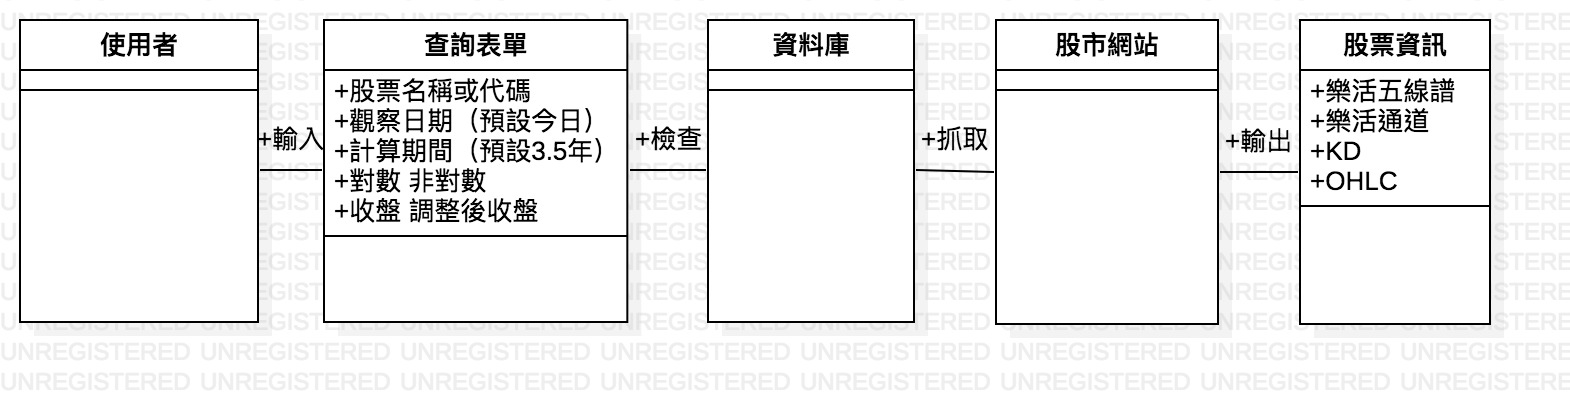 使用者
+輸入
查詢表單
+股票名稱或代碼
+觀察日期（預設今日）
+計算期間（預設3.5年）
+對數 非對數
+收盤 調整後收盤
+檢查
資料庫
+抓取
股市網站
+輸出
股票資訊
+樂活五線譜
+樂活通道
+KD
+OHLC
UNREGISTERED UNREGISTERED UNREGISTERED UNREGISTERED UNREGISTERED UNREGISTERED UNREGISTERED UNREGISTERE
UNREGISTERED UNREGISTERED UNREGISTERED UNREGISTERED UNREGISTERED UNREGISTERED UNREGISTERED UNREGISTERE